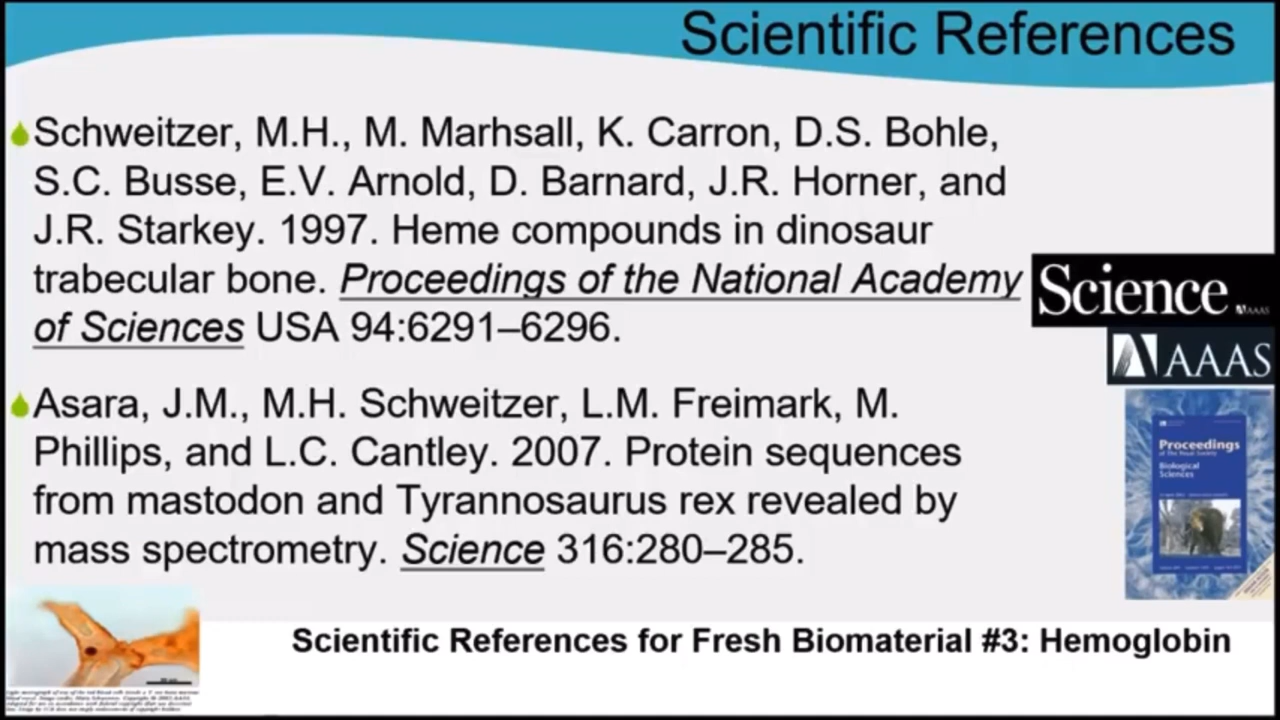 Scientific References
Schweitzer, M.H., M. Marhsall, K. Carron, D.S. Bohle,
S.C. Busse, E.V. Arnold, D. Barnard, J.R. Horner, and
J.R. Starkey. 1997. Heme compounds in dinosaur
trabecular bone. Proceedings of the National Academy
of Sciences USA 94:6291–6296.
Science
AAAS
AAAS
Asara, J.M., M.H. Schweitzer, L.M. Freimark, M.
Phillips, and L.C. Cantley. 2007. Protein sequences
from mastodon and Tyrannosaurus rex revealed by
mass spectrometry. Science 316:280–285.
Proceedings
of The Royal Society
Biological
Sciences
Scientific References for Fresh Biomaterial #3: Hemoglobin